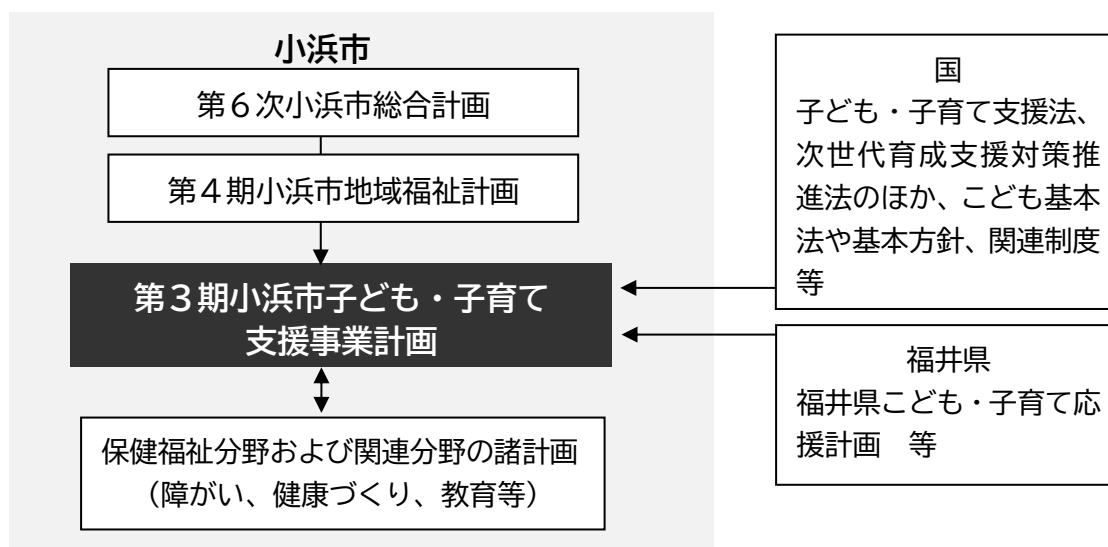 小浜市
第６次小浜市総合計画
第４期小浜市地域福祉計画
第３期小浜市子ども・子育て
支援事業計画
保健福祉分野および関連分野の諸計画
（障がい、健康づくり、教育等）
国
子ども・子育て支援法、
次世代育成支援対策推
進法のほか、こども基本
法や基本方針、関連制度
等
福井県
福井県こども・子育て応
援計画　等